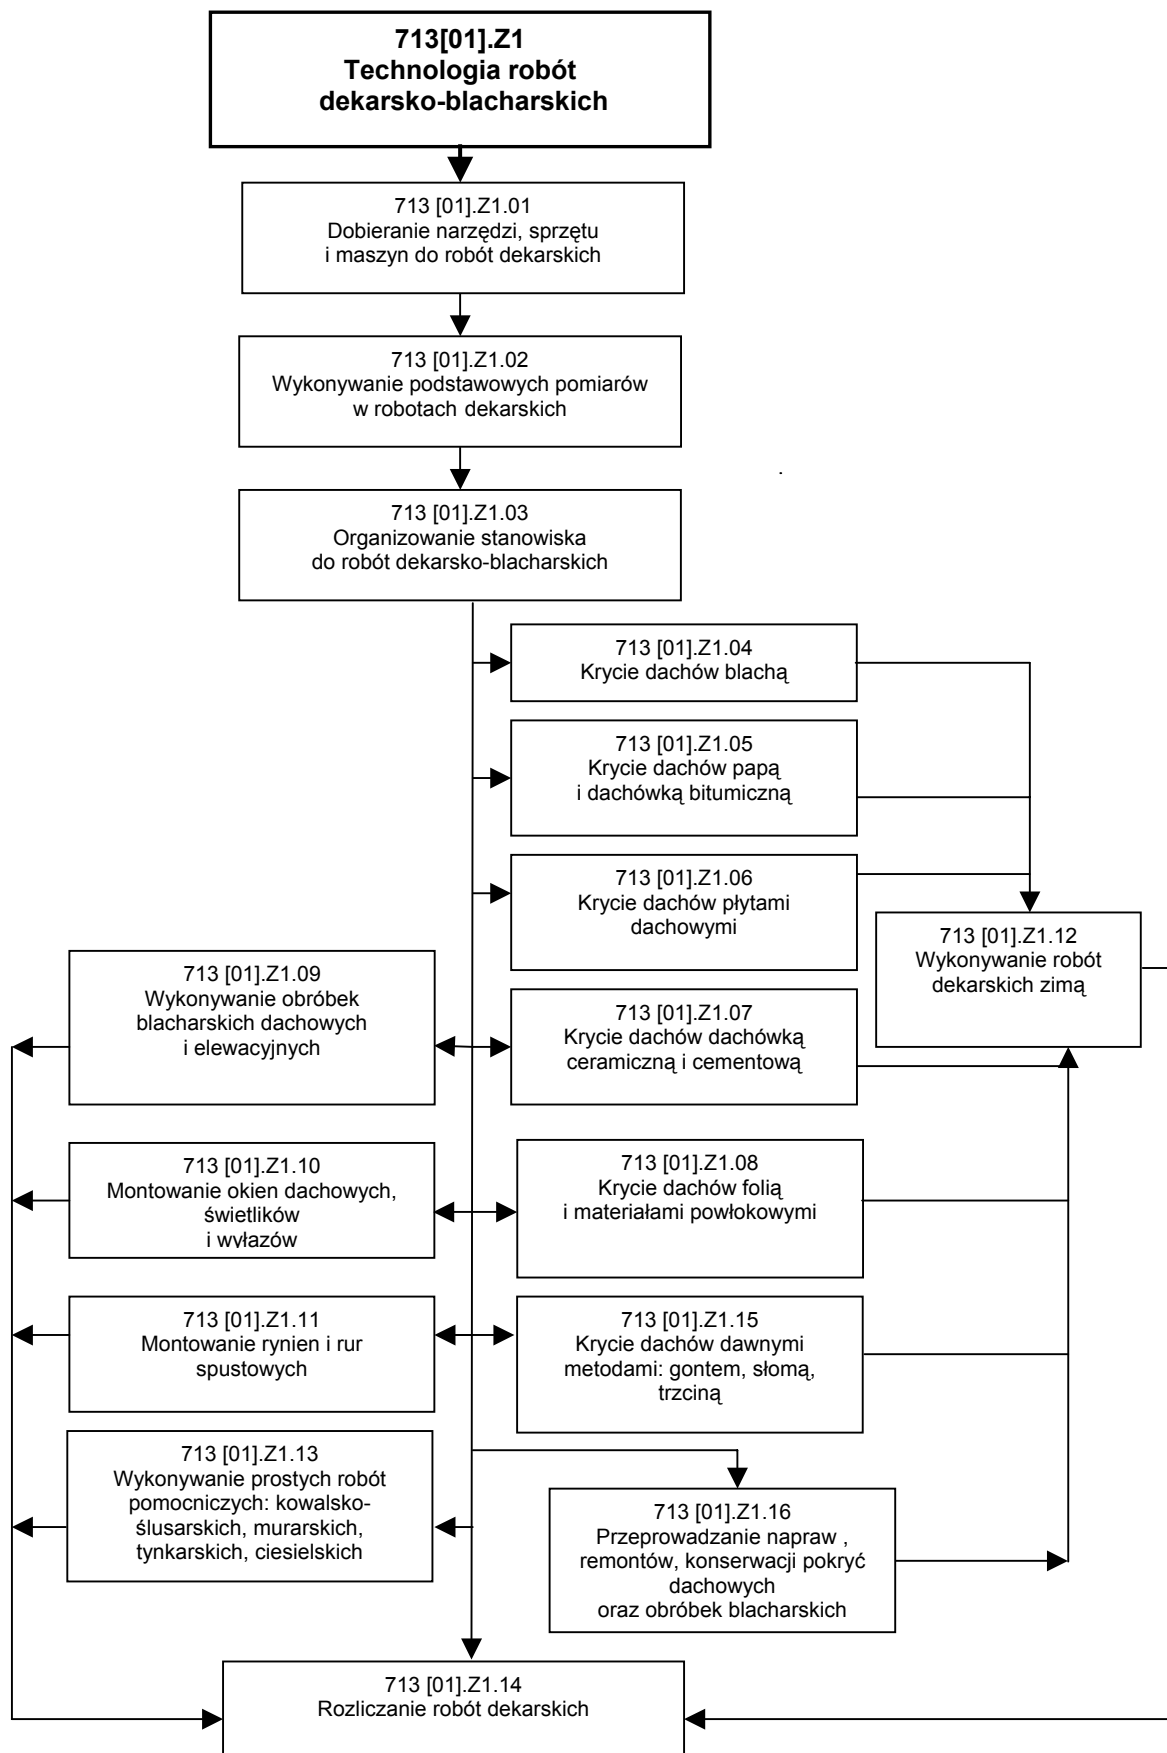 713[01].Z1
Technologia robót
dekarsko-blacharskich
713 [01].Z1.01
Dobieranie narzędzi, sprzętu
i maszyn do robót dekarskich
713 [01].Z1.02
Wykonywanie podstawowych pomiarów
w robotach dekarskich
713 [01].Z1.03
Organizowanie stanowiska
do robót dekarsko-blacharskich
713 [01].Z1.04
Krycie dachów blachą
713 [01].Z1.05
Krycie dachów papą
i dachówką bitumiczną
713 [01].Z1.06
Krycie dachów płytami
dachowymi
713 [01].Z1.12
Wykonywanie robót
dekarskich zimą
713 [01].Z1.09
Wykonywanie obróbek
blacharskich dachowych
i elewacyjnych
713 [01].Z1.07
Krycie dachów dachówką
ceramiczną i cementową
713 [01].Z1.10
Montowanie okien dachowych,
świetlików
i wyłazów
713 [01].Z1.08
Krycie dachów folią
i materiałami powłokowymi
713 [01].Z1.11
Montowanie rynien i rur
spustowych
713 [01].Z1.15
Krycie dachów dawnymi
metodami: gontem, słomą,
trzciną
713 [01].Z1.13
Wykonywanie prostych robót
pomocniczych: kowalsko-
ślusarskich, murarskich,
tynkarskich, ciesielskich
713 [01].Z1.16
Przeprowadzanie napraw ,
remontów, konserwacji pokryć
dachowych
oraz obróbek blacharskich
713 [01].Z1.14
Rozliczanie robót dekarskich